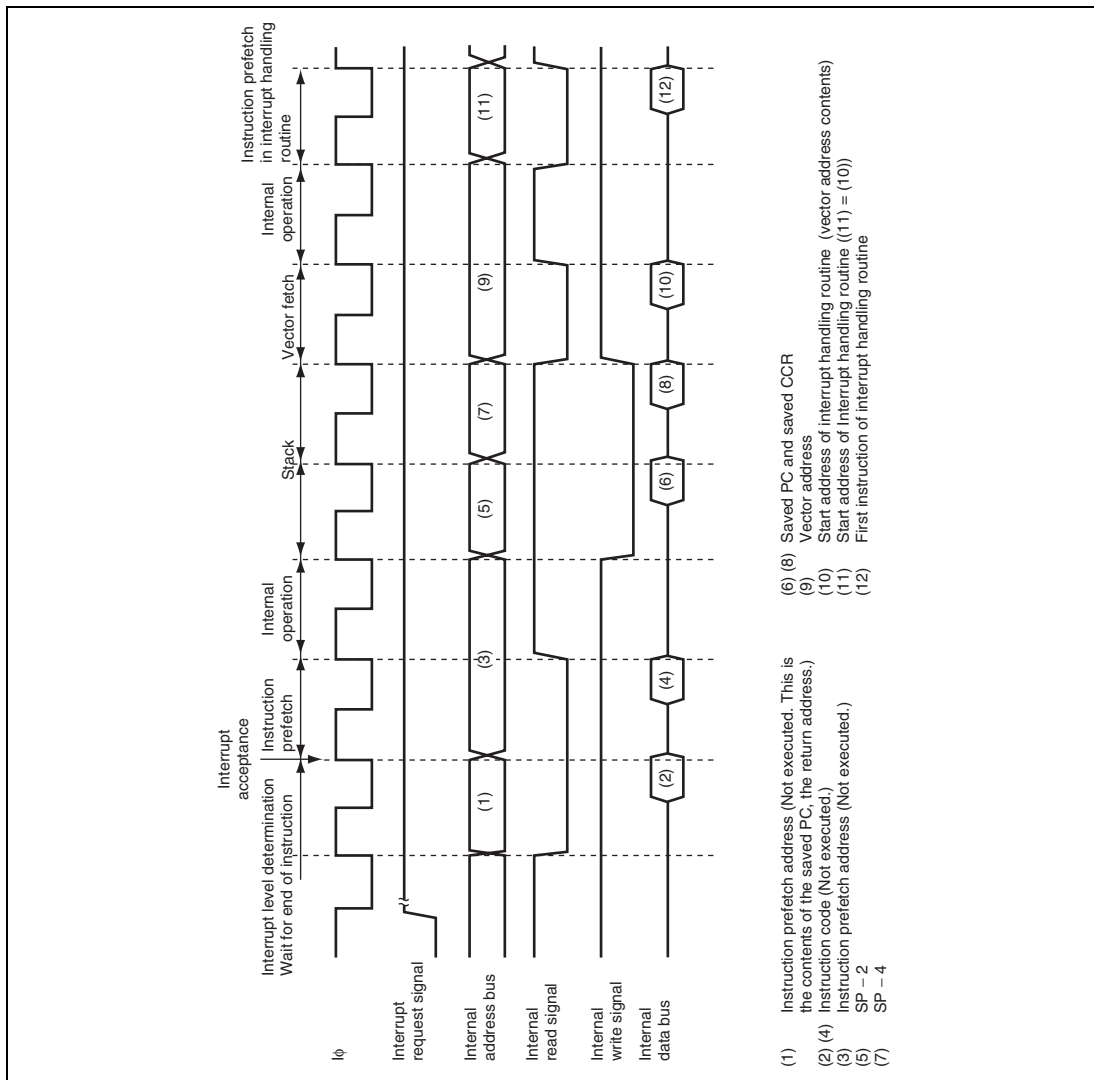 Interrupt level determination
Wait for end of instruction
Interrupt
acceptance
Instruction
prefetch
Internal
operation
Stack
Vector fetch
Internal
operation
Instruction prefetch
in interrupt handling
routine
Iφ
Interrupt
request signal
Internal
address bus
(1)
(3)
(5)
(7)
(9)
(11)
Internal
read signal
Internal
write signal
Internal
data bus
(2)
(4)
(6)
(8)
(10)
(12)
(1) Instruction prefetch address (Not executed. This is
the contents of the saved PC, the return address.)
(2) (4) Instruction code (Not executed.)
(3) Instruction prefetch address (Not executed.)
(5) SP – 2
(7) SP – 4
(6) (8) Saved PC and saved CCR
(9) Vector address
(10) Start address of interrupt handling routine (vector address contents)
(11) Start address of Interrupt handling routine ((11) = (10))
(12) First instruction of interrupt handling routine